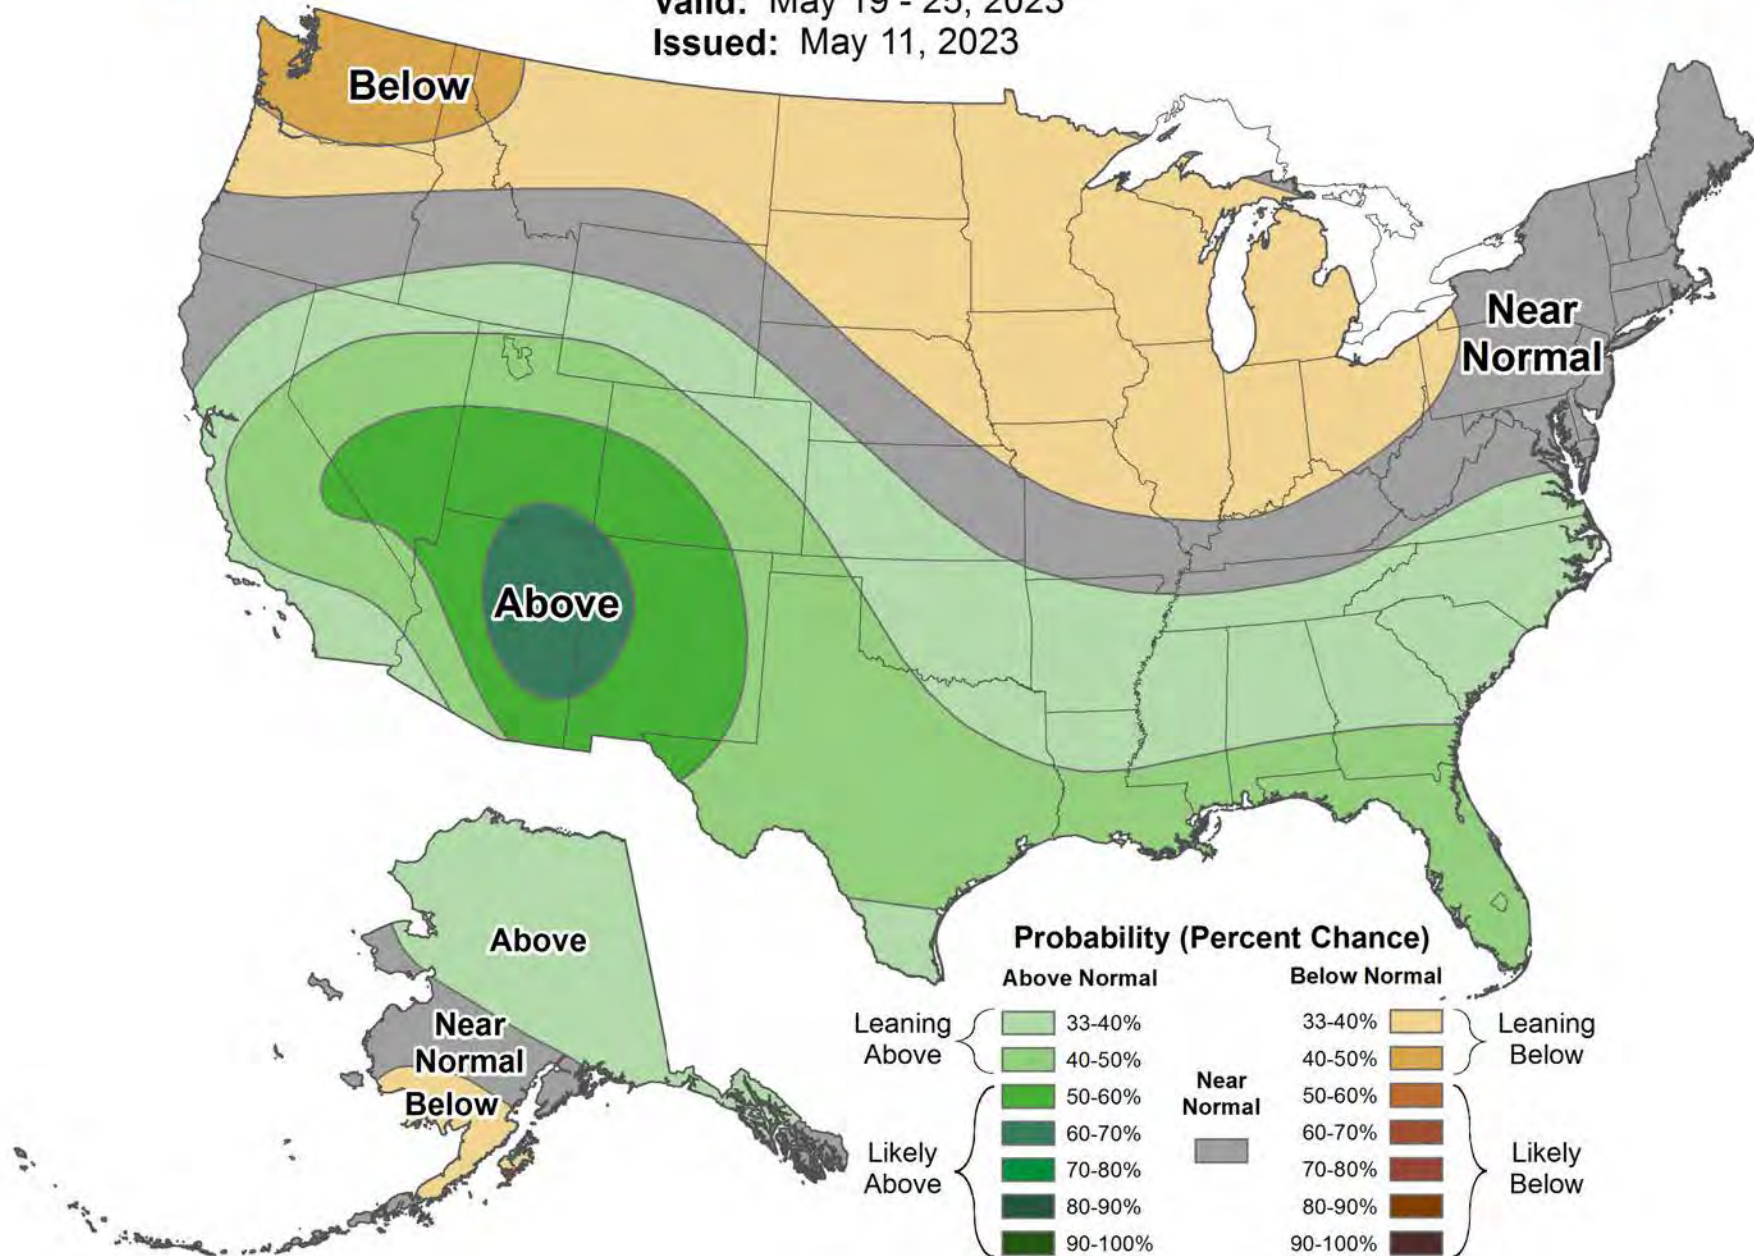 Valid: May 19 - 25, 2023
Issued: May 11, 2023
Below
Near
Normal
Above
Above
Near
Normal
Below
Probability (Percent Chance)
Above Normal
Below Normal
Leaning
Above
33-40%
40-50%
Likely
Above
50-60%
60-70%
70-80%
80-90%
90-100%
Near
Normal
33-40%
40-50%
Leaning
Below
50-60%
60-70%
70-80%
80-90%
90-100%
Likely
Below